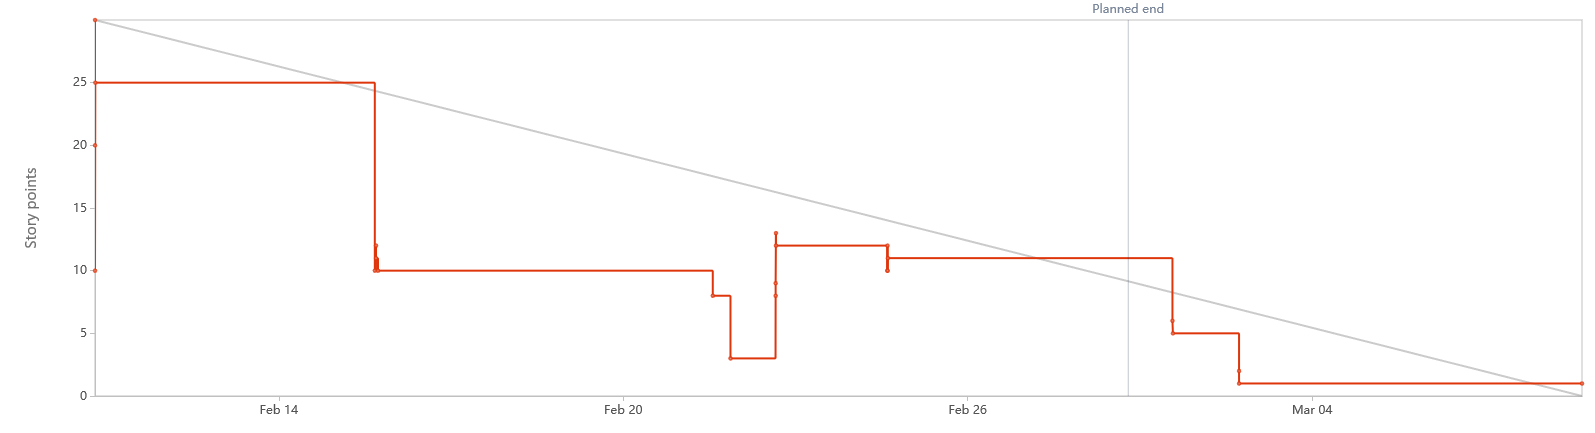 Planned end
Story points
25
20
15
10
5
0
Feb 14
Feb 20
Feb 26
Mar 04